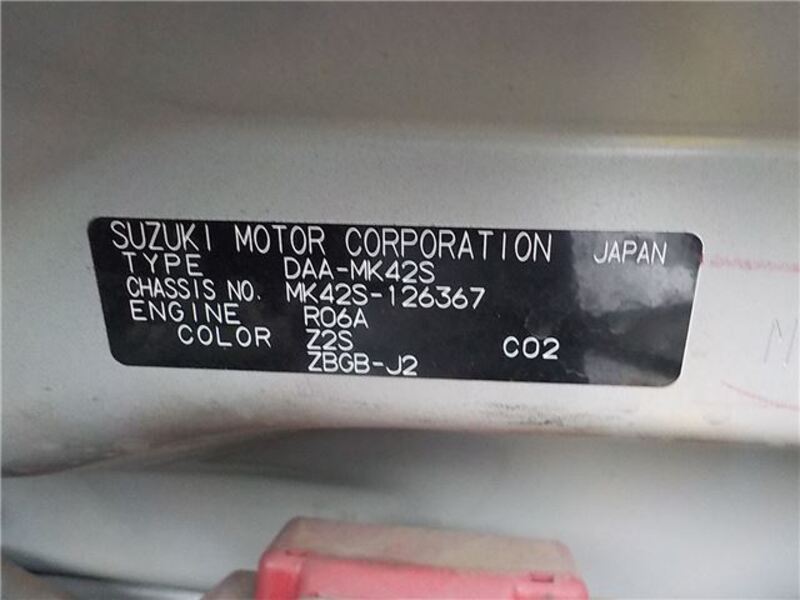 SUZUKI MOTOR CORPORATION JAPAN
TYPE DAA-MK42S
CHASSIS NO. MK42S-126367
ENGINE R06A
COLOR Z2S C02
ZBGB-J2